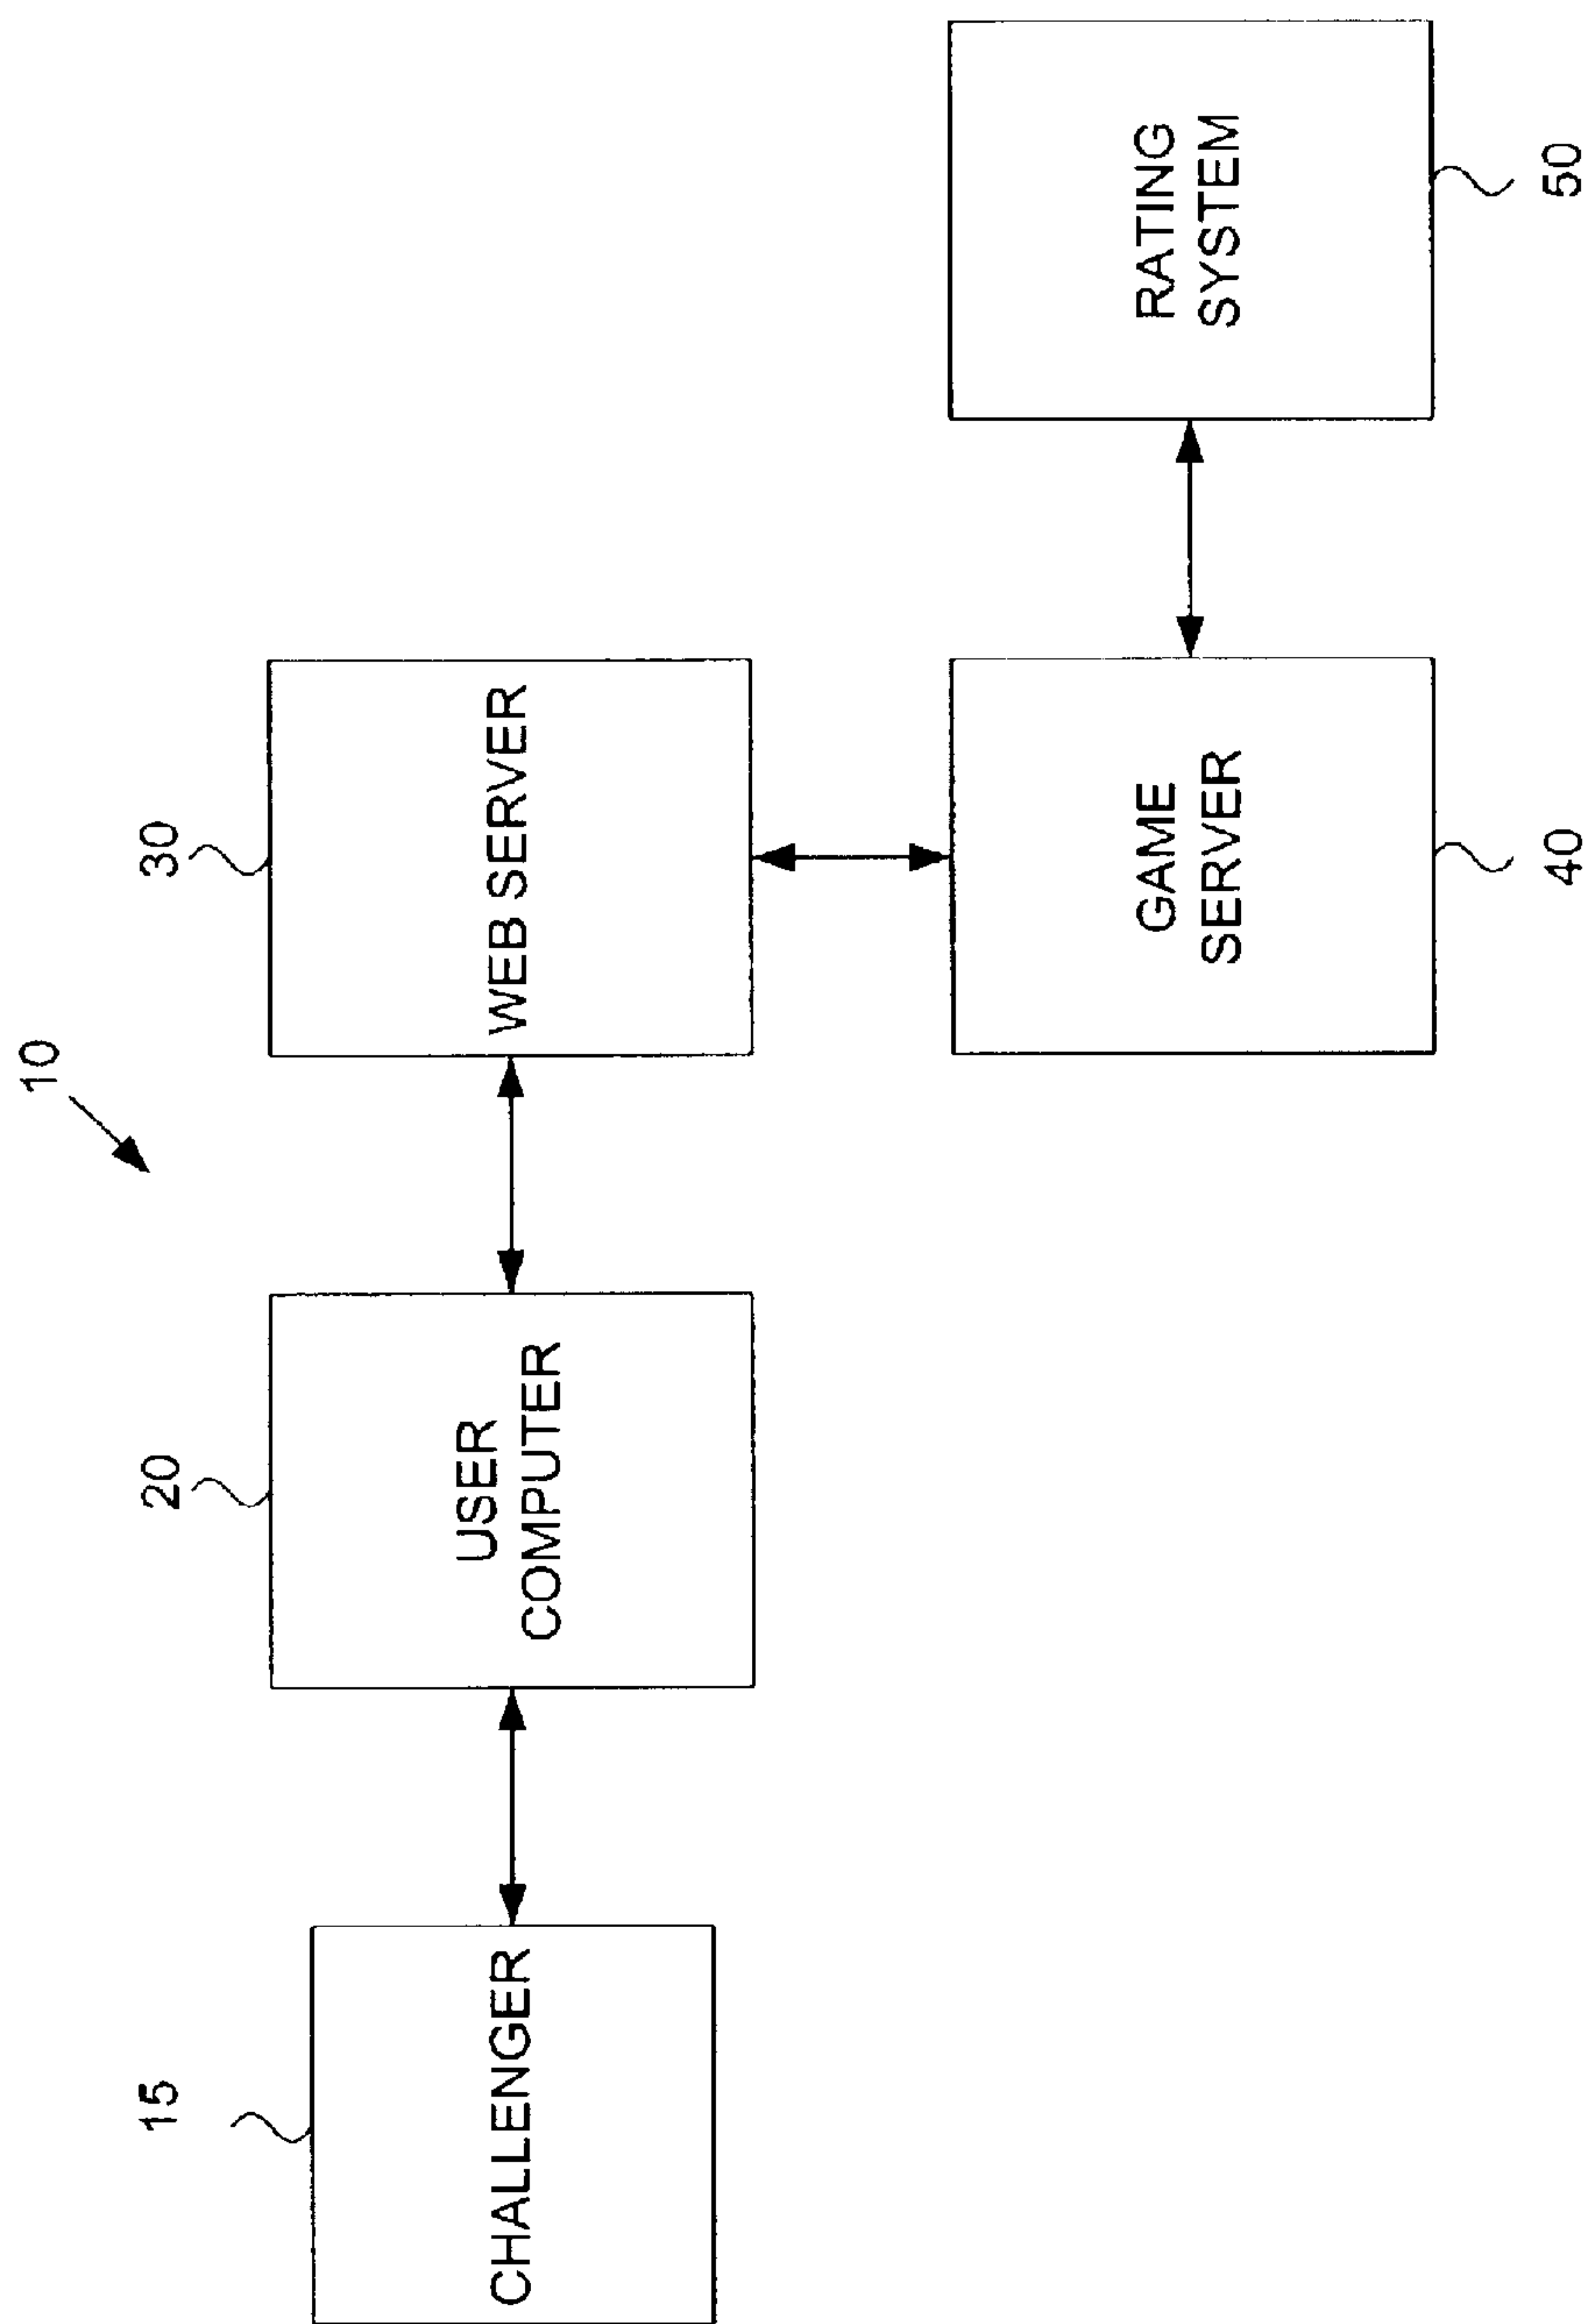 10
15
20
30
CHALLENGER
USER
COMPUTER
WEB SERVER
GAME
SERVER
RATING
SYSTEM
40
50